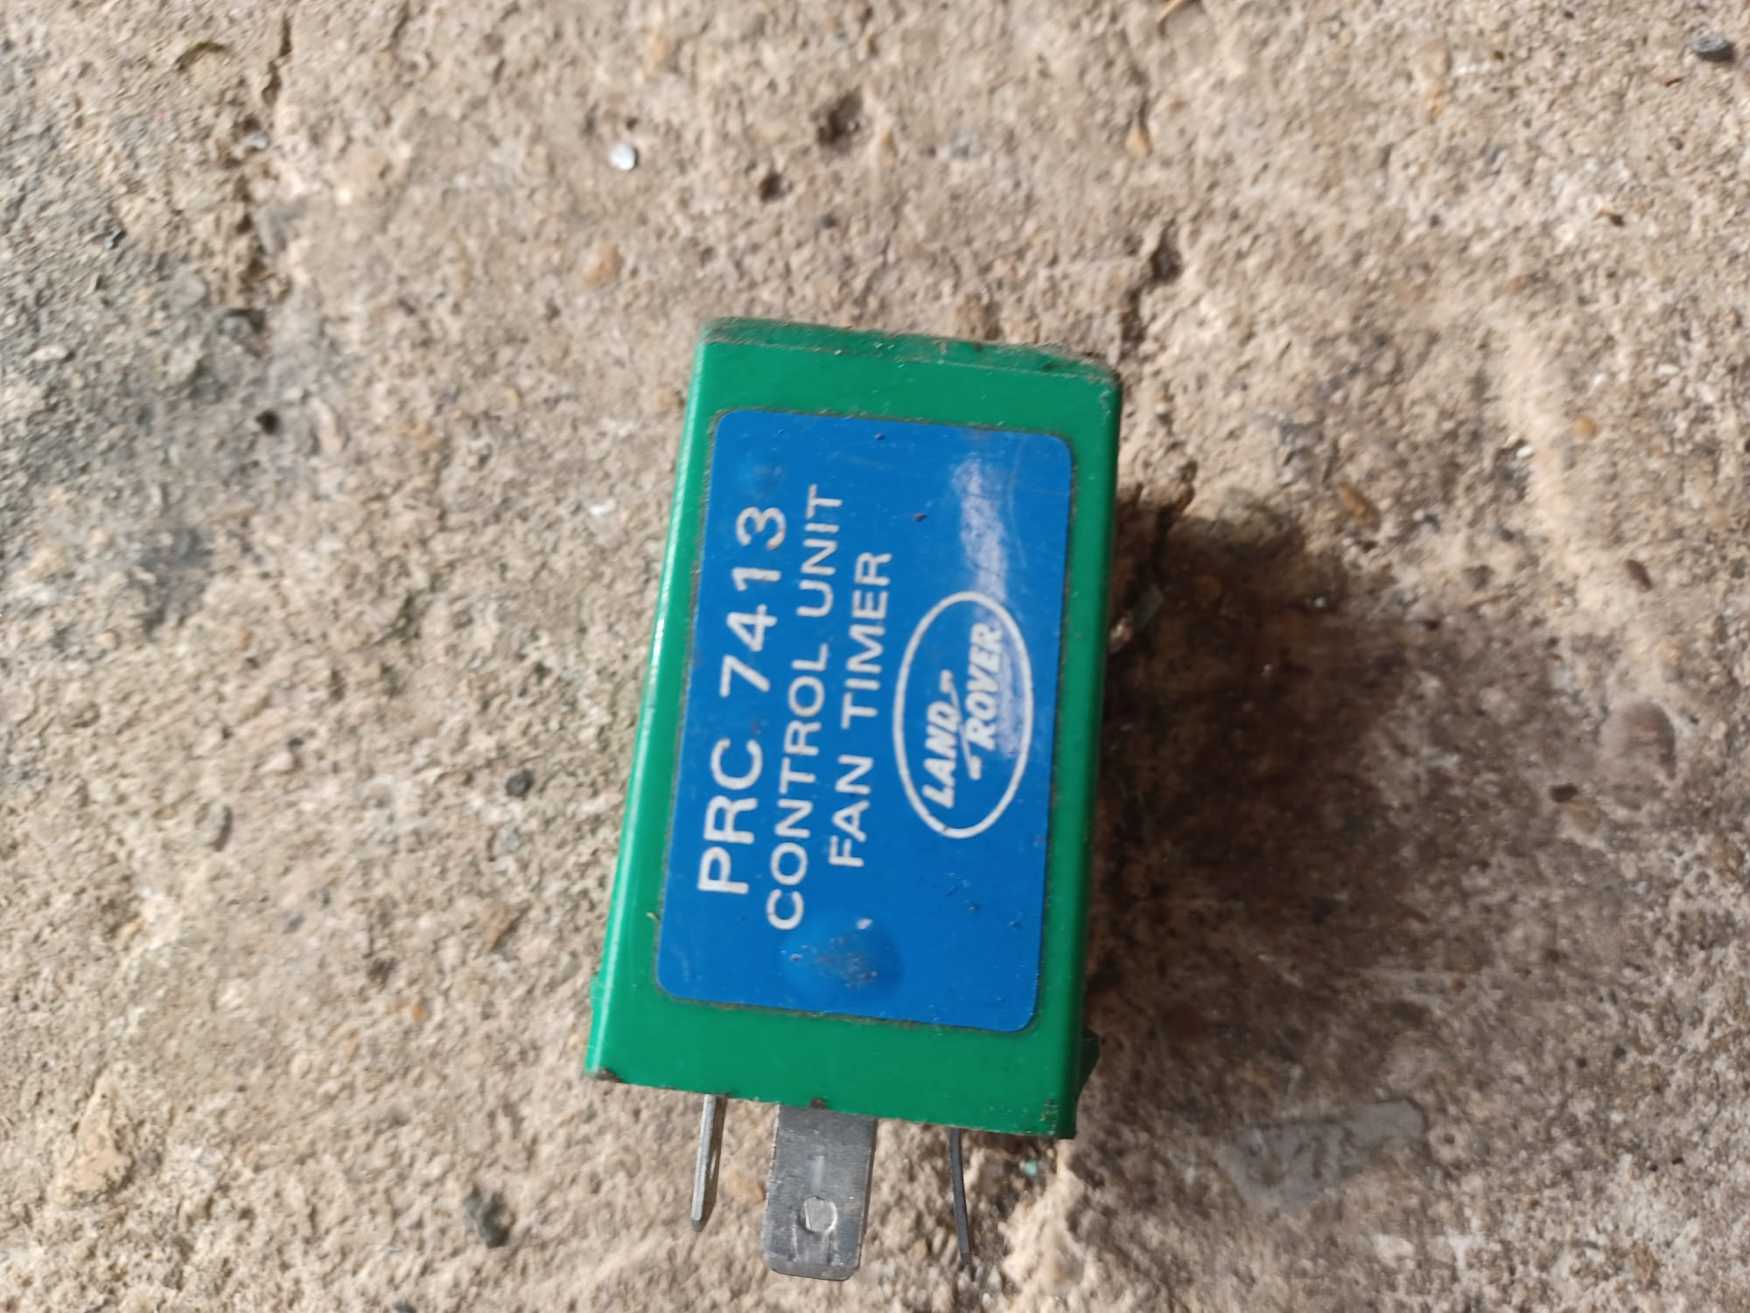 PRC 7413
CONTROL UNIT
FAN TIMER
LAND
ROVER